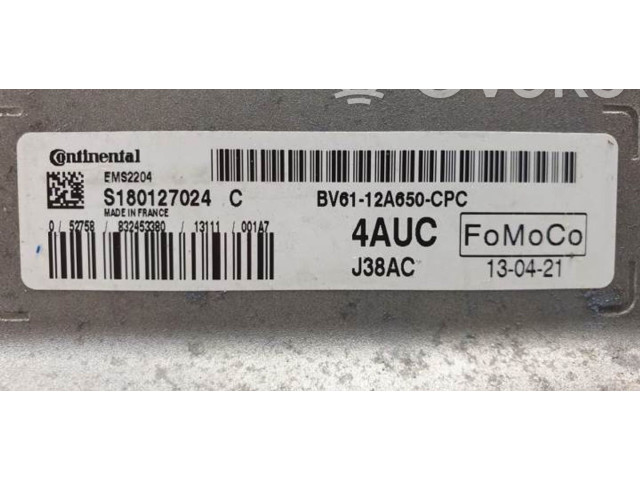 Continental
EMS2204
S180127024 C
MADE IN FRANCE
BV61-12A650-CPC
0 / 52758 / 832453380 / 13111 / 001A7
4AUC
FoMoCo
J38AC
13-04-21